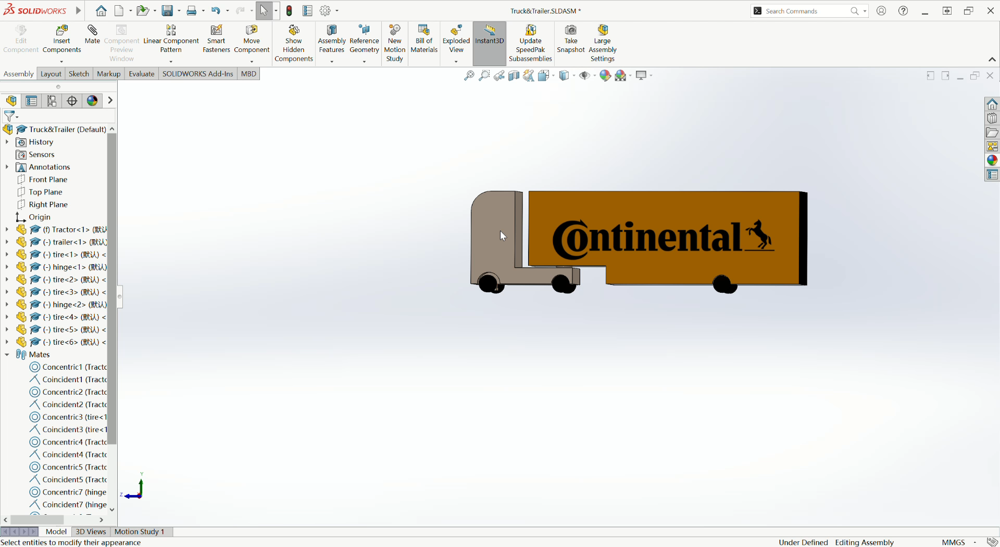 SOLIDWORKS
Truck&Trailer.SLDASM *
Search Commands
Edit
Component
Insert
Components
Mate
Component
Preview
Window
Linear Component
Pattern
Smart
Fasteners
Move
Component
Show
Hidden
Components
Assembly
Features
Reference
Geometry
New
Motion
Study
Bill of
Materials
Exploded
View
Instant3D
Update
SpeedPak
Subassemblies
Take
Snapshot
Large
Assembly
Settings
Assembly
Layout
Sketch
Markup
Evaluate
SOLIDWORKS Add-Ins
MBD
Truck&Trailer (Default)
History
Sensors
Annotations
Front Plane
Top Plane
Right Plane
Origin
(f) Tractor<1> (默认
(-) trailer<1> (默认)
(-) tire<1> (默认) <
(-) hinge<1> (默认)
(-) tire<2> (默认) <
(-) tire<3> (默认) <
(-) hinge<2> (默认)
(-) tire<4> (默认) <
(-) tire<5> (默认) <
(-) tire<6> (默认) <
Mates
Concentric1 (Tracto
Coincident1 (Tracto
Concentric2 (Tracto
Coincident2 (Tracto
Concentric3 (tire<1
Coincident3 (tire<1
Concentric4 (Tracto
Coincident4 (Tracto
Concentric5 (Tracto
Coincident5 (Tracto
Concentric7 (hinge
Coincident7 (hinge
Continental
Y
Z
Model
3D Views
Motion Study 1
Select entities to modify their appearance
Under Defined
Editing Assembly
MMGS